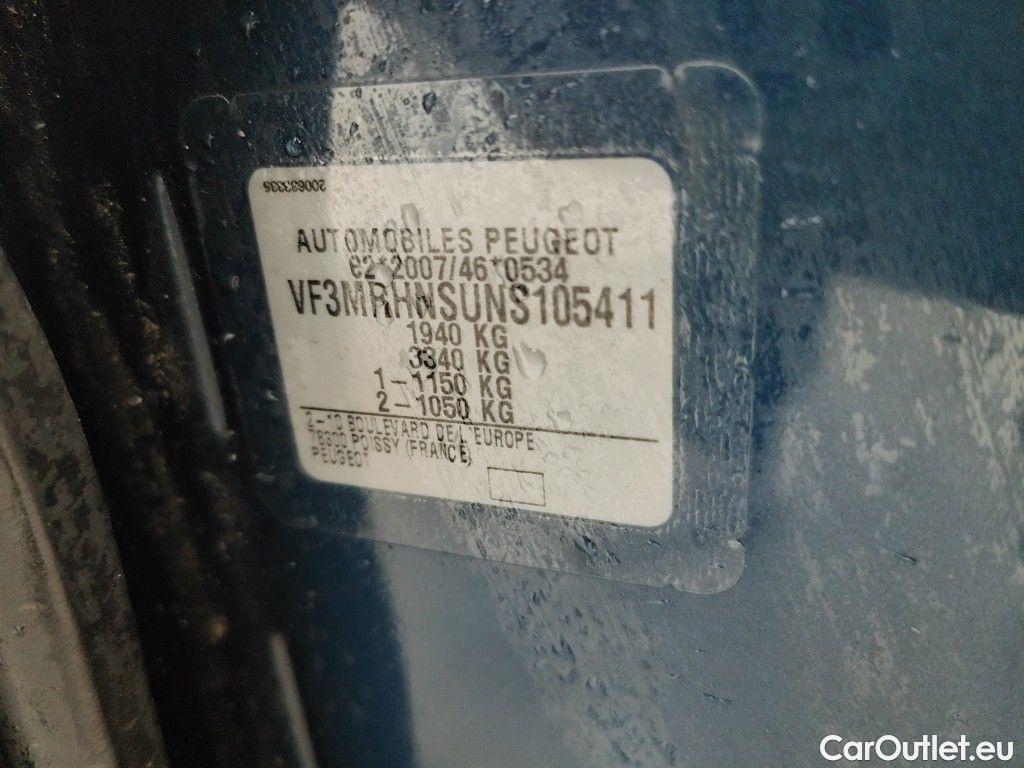 200633335
AUTOMOBILES PEUGEOT
e2*2007/46*0534
VF3MRHNSUNS105411
1940 KG
3340 KG
1-1150 KG
2-1050 KG
2-10 BOULEVARD DE L'EUROPE
78300 POISSY (FRANCE)
PEUGEOT
CarOutlet.eu